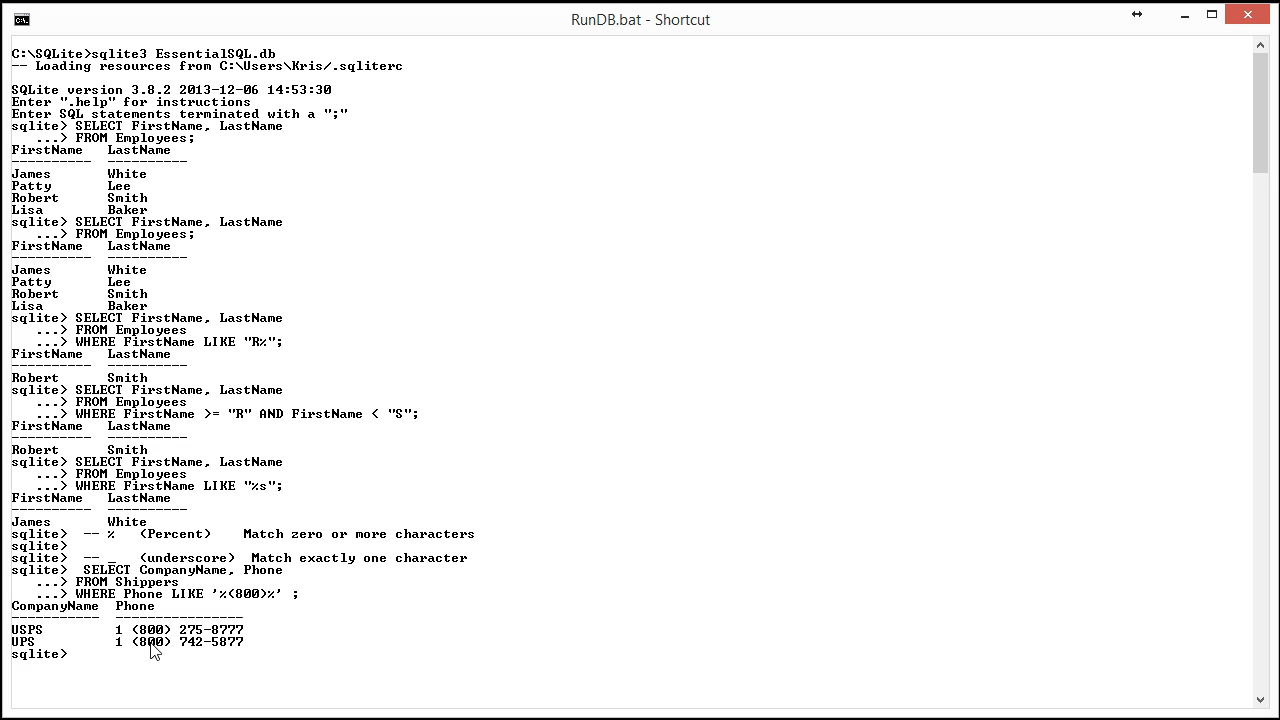 RunDB.bat - Shortcut
C:\SQLite>sqlite3 EssentialSQL.db
-- Loading resources from C:\Users\Kris/.sqliterc
SQLite version 3.8.2 2013-12-06 14:53:30
Enter ".help" for instructions
Enter SQL statements terminated with a ";"
sqlite> SELECT FirstName, LastName
   ...> FROM Employees;
FirstName   LastName
----------  ----------
James       White
Patty       Lee
Robert      Smith
Lisa        Baker
sqlite> SELECT FirstName, LastName
   ...> FROM Employees;
FirstName   LastName
----------  ----------
James       White
Patty       Lee
Robert      Smith
Lisa        Baker
sqlite> SELECT FirstName, LastName
   ...> FROM Employees
   ...> WHERE FirstName LIKE "R%";
FirstName   LastName
----------  ----------
Robert      Smith
sqlite> SELECT FirstName, LastName
   ...> FROM Employees
   ...> WHERE FirstName >= "R" AND FirstName < "S";
FirstName   LastName
----------  ----------
Robert      Smith
sqlite> SELECT FirstName, LastName
   ...> FROM Employees
   ...> WHERE FirstName LIKE "%s";
FirstName   LastName
----------  ----------
James       White
sqlite>  -- %   (Percent)    Match zero or more characters
sqlite>
sqlite>  -- _   (underscore)  Match exactly one character
sqlite>  SELECT CompanyName, Phone
   ...> FROM Shippers
   ...> WHERE Phone LIKE '%(800)%' ;
CompanyName  Phone
-----------  ----------------
USPS         1 (800) 275-8777
UPS          1 (800) 742-5877
sqlite>